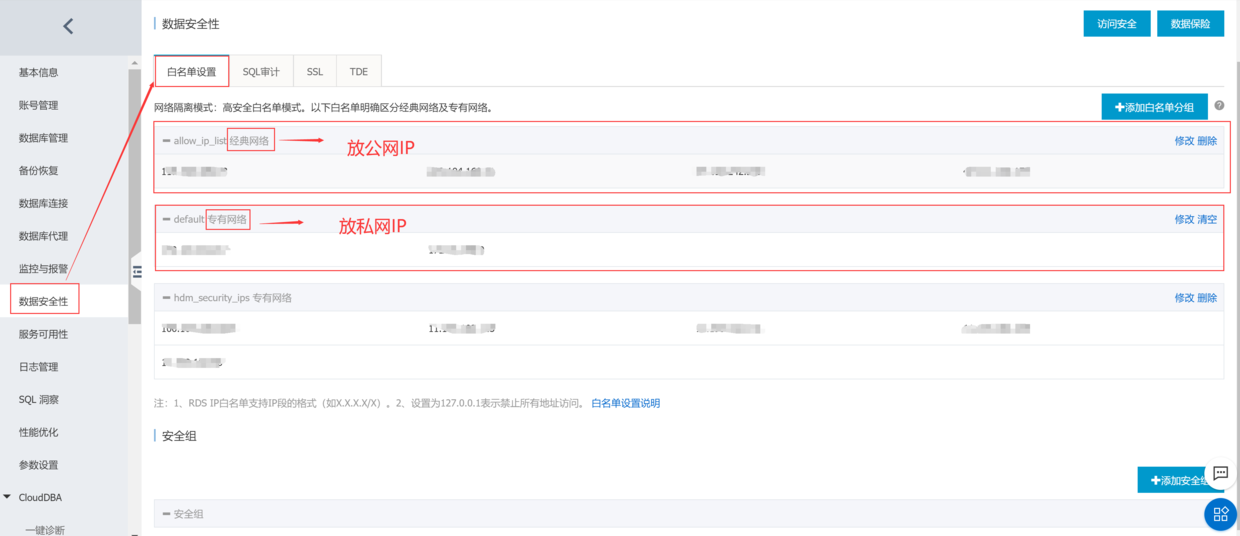 数据安全性
访问安全
数据保险
基本信息
账号管理
数据库管理
备份恢复
数据库连接
数据库代理
监控与报警
数据安全性
服务可用性
日志管理
SQL 洞察
性能优化
参数设置
CloudDBA
一键诊断
白名单设置 SQL审计 SSL TDE
网络隔离模式：高安全白名单模式。以下白名单明确区分经典网络及专有网络。
添加白名单分组
allow_ip_list 经典网络
放公网IP
修改 删除
default 专有网络
放私网IP
修改 清空
hdm_security_ips 专有网络
修改 删除
注：1、RDS IP白名单支持IP段的格式（如X.X.X.X/X）。2、设置为127.0.0.1表示禁止所有地址访问。 白名单设置说明
安全组
添加安全组
安全组